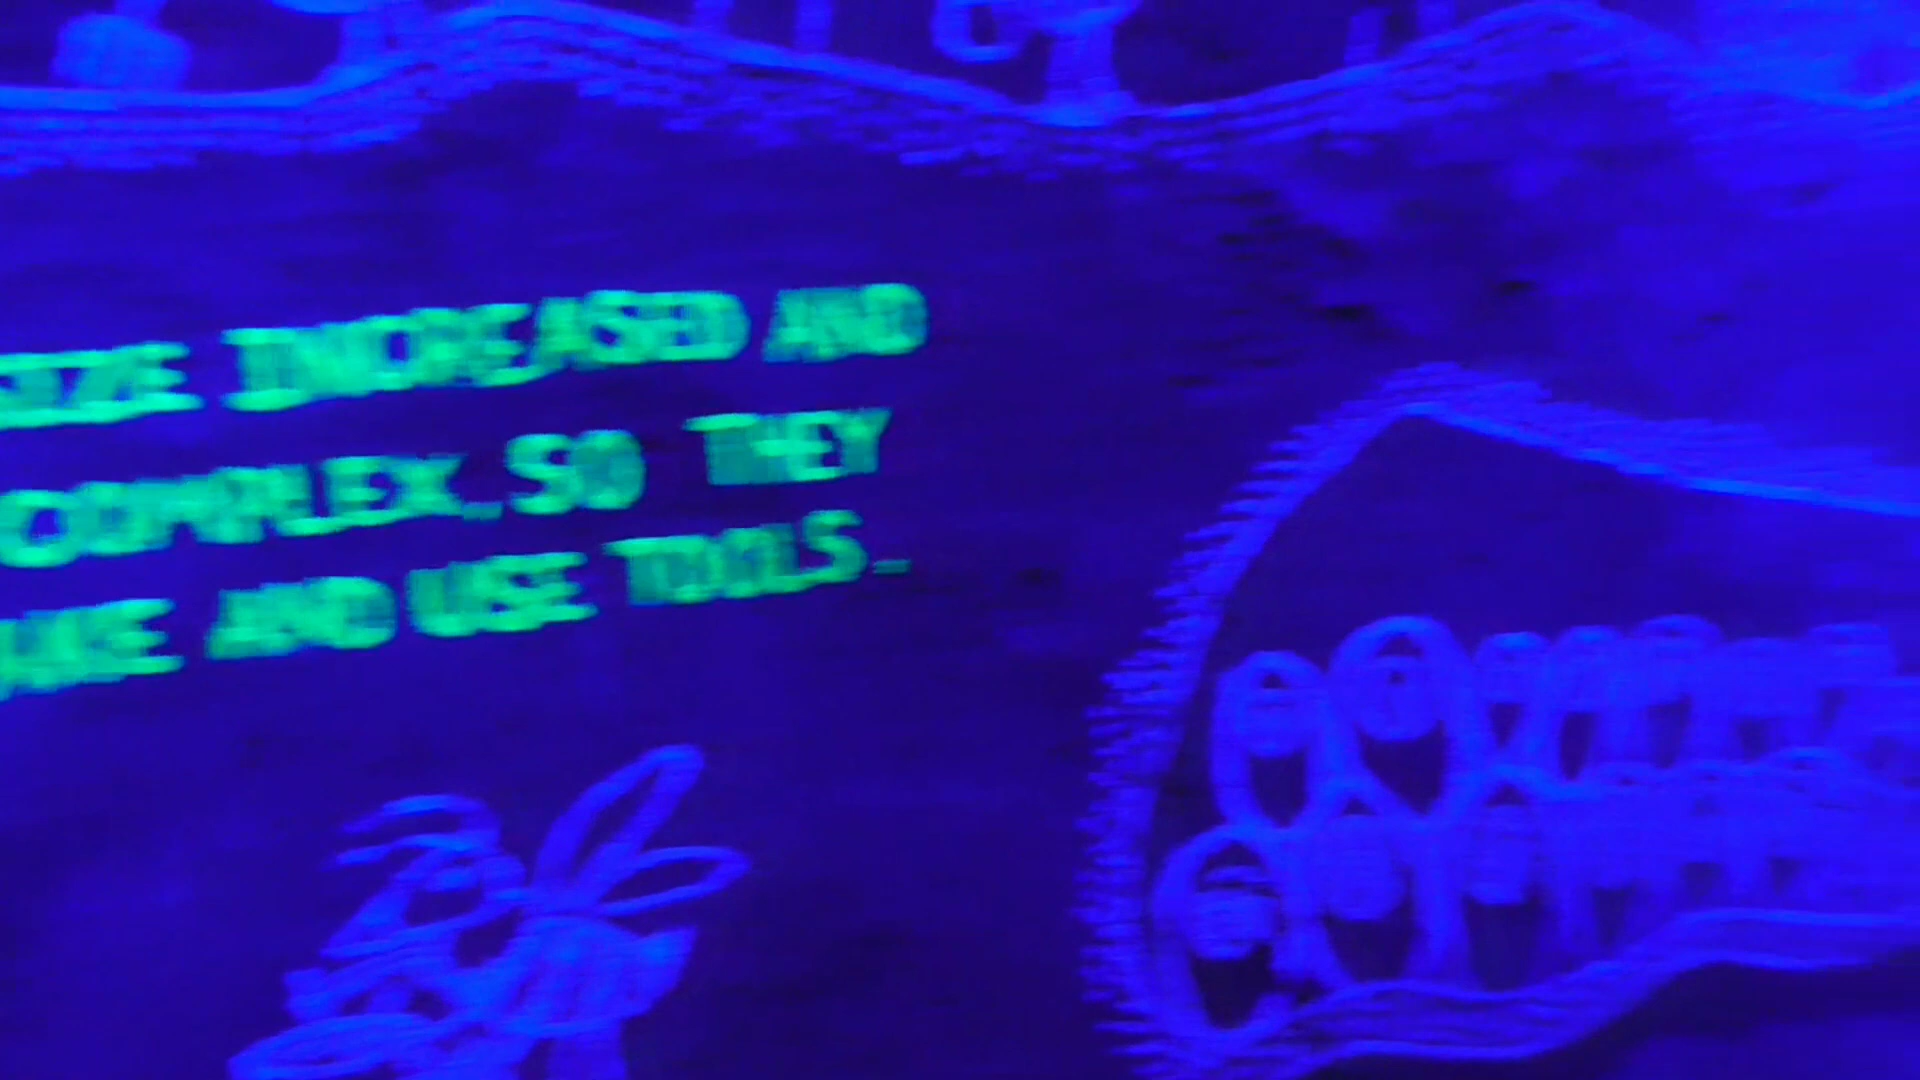 SIZE INCREASED AND
COMPLEX, SO THEY
AND USE TOOLS...